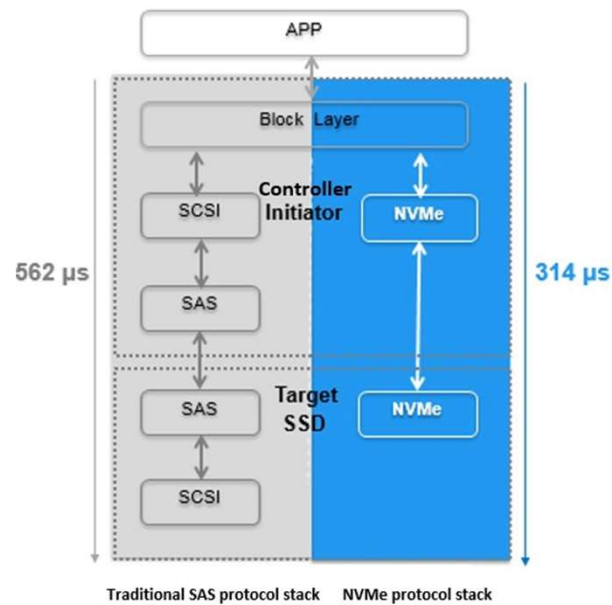 APP
Block Layer
Controller
Initiator
SCSI
NVMe
562 µs
314 µs
SAS
Target
SSD
SAS
NVMe
SCSI
Traditional SAS protocol stack
NVMe protocol stack